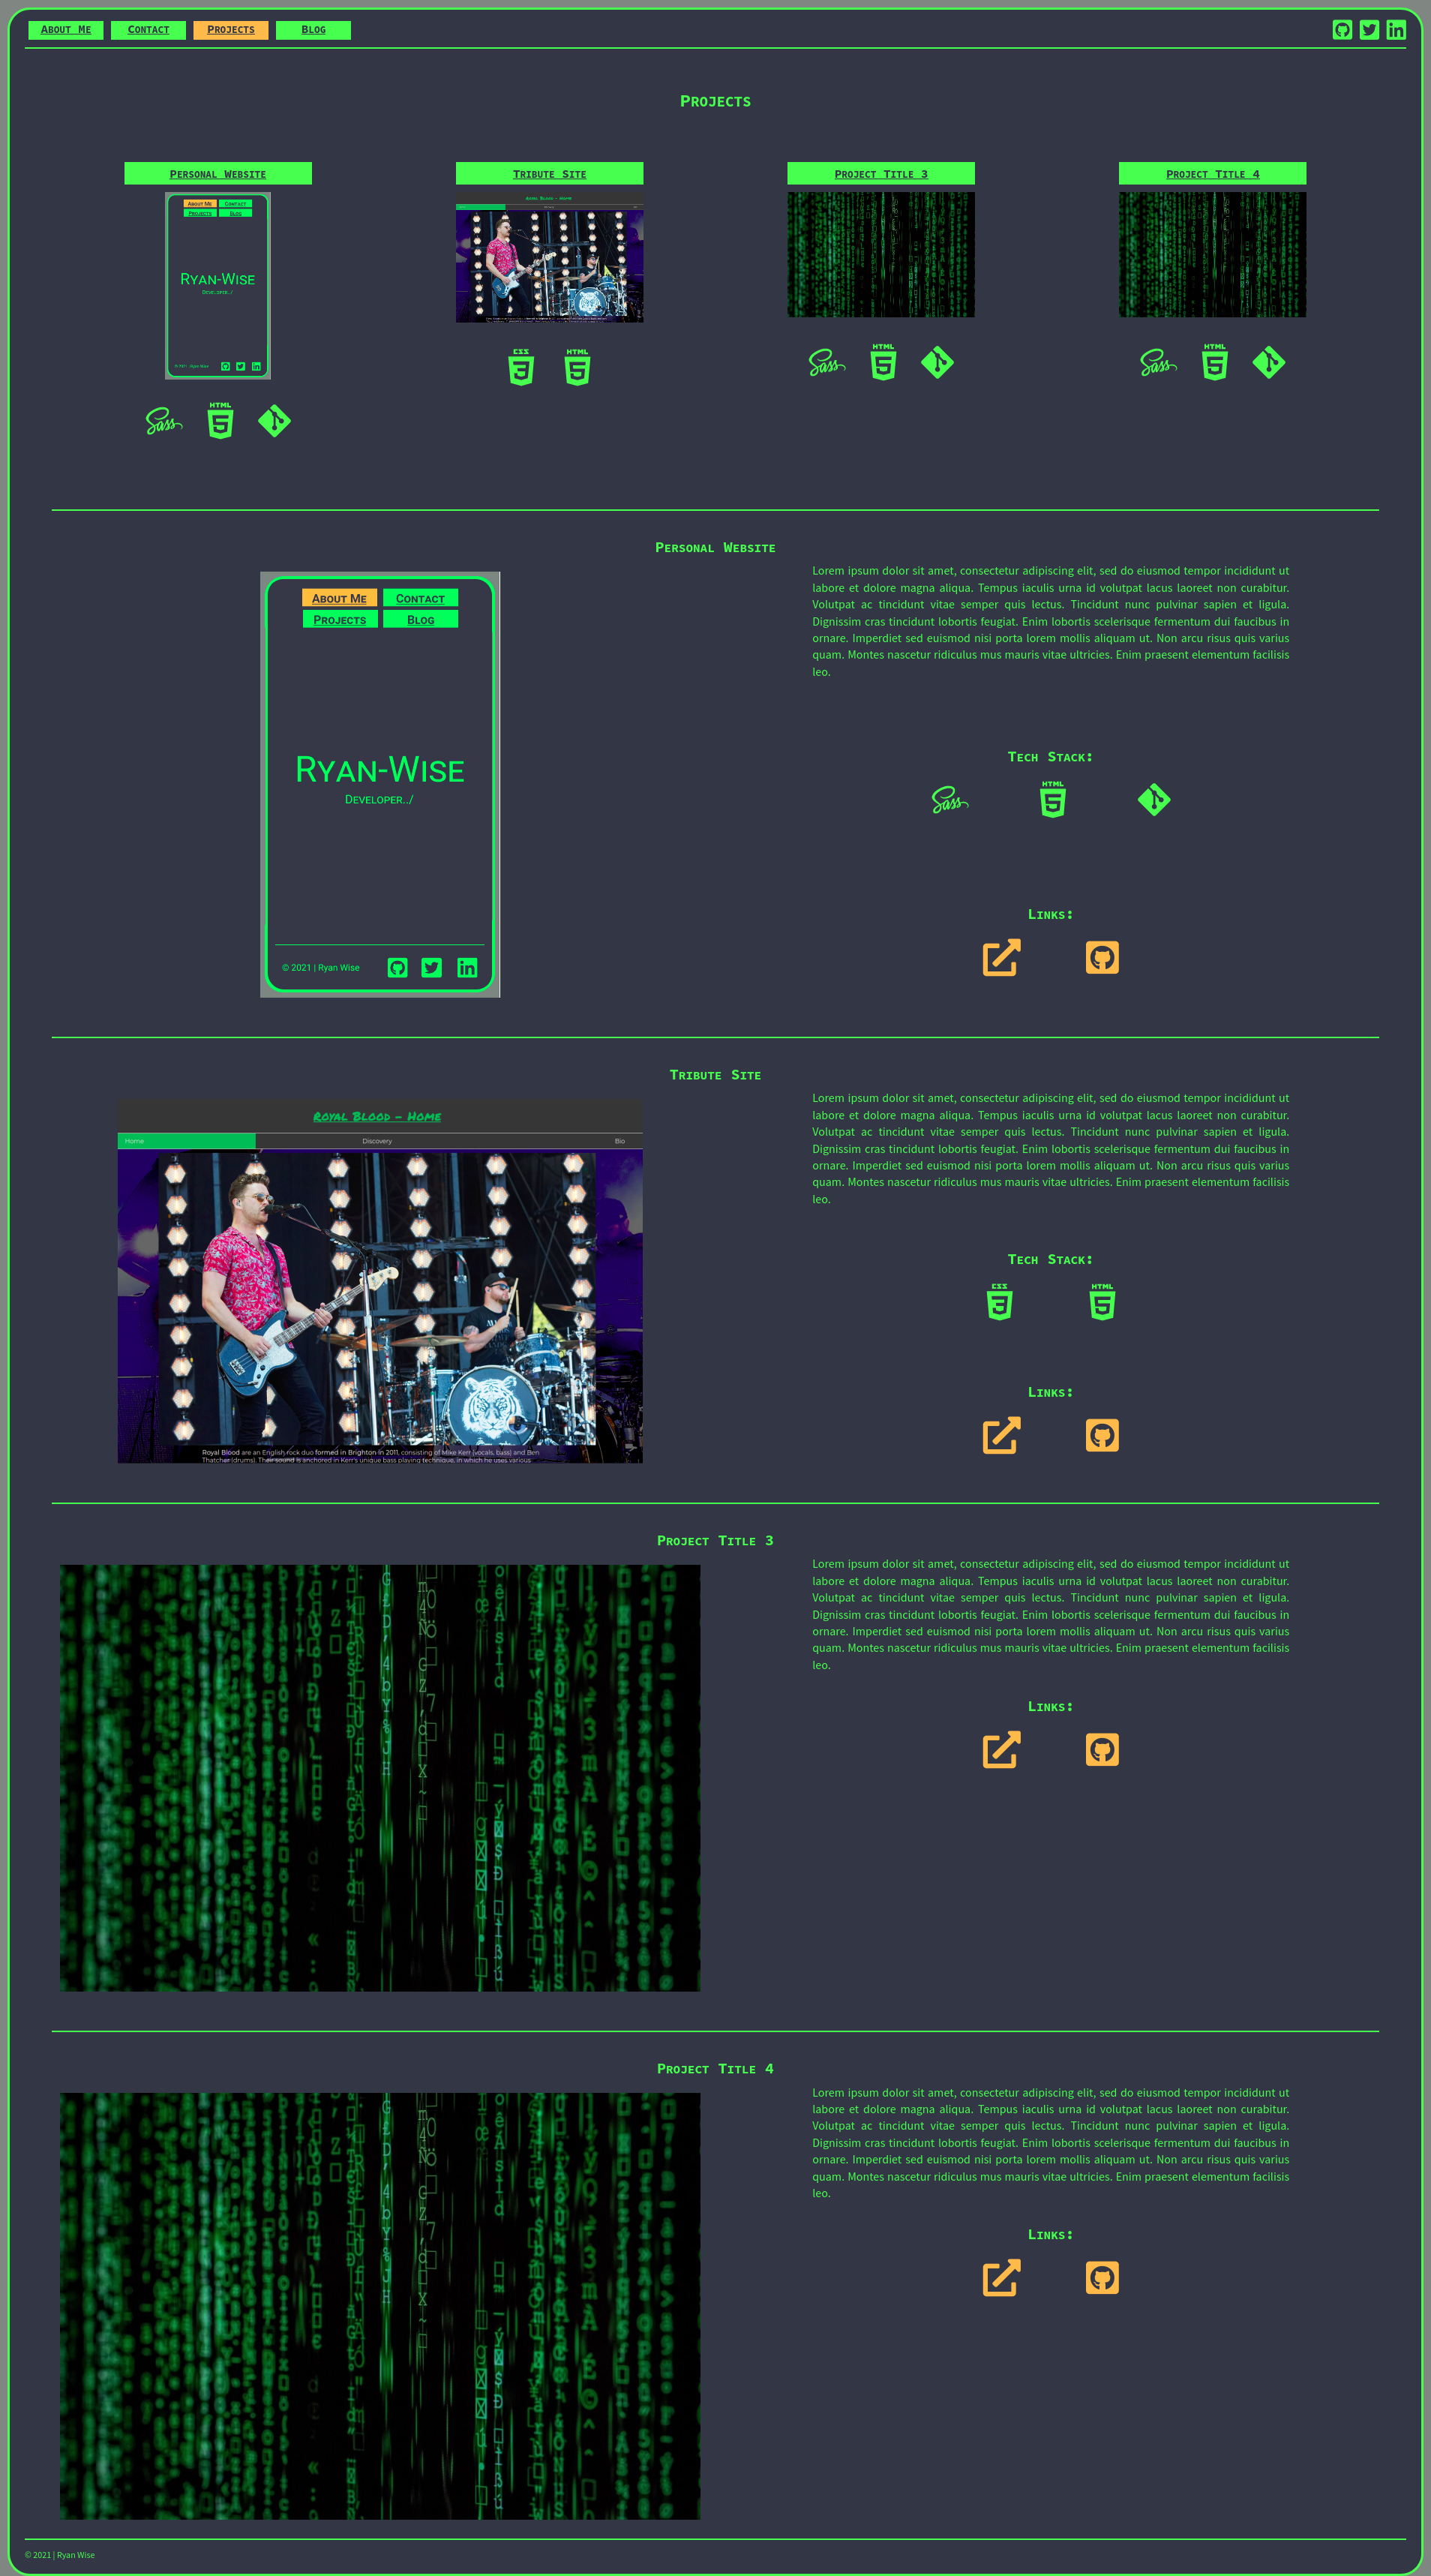 About Me Contact Projects Blog
Projects
Personal Website Tribute Site Project Title 3 Project Title 4
About Me Contact
Projects Blog
Ryan-Wise
Developer../
Royal Blood – Home
CSS HTML
HTML HTML
Sass Sass
Sass HTML
Personal Website
About Me Contact
Projects Blog
Ryan-Wise
Developer../
© 2021 | Ryan Wise
Lorem ipsum dolor sit amet, consectetur adipiscing elit, sed do eiusmod tempor incididunt ut
labore et dolore magna aliqua. Tempus iaculis urna id volutpat lacus laoreet non curabitur.
Volutpat ac tincidunt vitae semper quis lectus. Tincidunt nunc pulvinar sapien et ligula.
Dignissim cras tincidunt lobortis feugiat. Enim lobortis scelerisque fermentum dui faucibus in
ornare. Imperdiet sed euismod nisi porta lorem mollis aliquam ut. Non arcu risus quis varius
quam. Montes nascetur ridiculus mus mauris vitae ultricies. Enim praesent elementum facilisis
leo.
Tech Stack:
Sass HTML
Links:
Tribute Site
Royal Blood – Home
Home Discovery Bio
Royal Blood are an English rock duo formed in Brighton in 2011, consisting of Mike Kerr (vocals, bass) and Ben
Thatcher (drums). Their sound is anchored in Kerr's unique bass playing technique, in which he uses various
Lorem ipsum dolor sit amet, consectetur adipiscing elit, sed do eiusmod tempor incididunt ut
labore et dolore magna aliqua. Tempus iaculis urna id volutpat lacus laoreet non curabitur.
Volutpat ac tincidunt vitae semper quis lectus. Tincidunt nunc pulvinar sapien et ligula.
Dignissim cras tincidunt lobortis feugiat. Enim lobortis scelerisque fermentum dui faucibus in
ornare. Imperdiet sed euismod nisi porta lorem mollis aliquam ut. Non arcu risus quis varius
quam. Montes nascetur ridiculus mus mauris vitae ultricies. Enim praesent elementum facilisis
leo.
Tech Stack:
CSS HTML
Links:
Project Title 3
Lorem ipsum dolor sit amet, consectetur adipiscing elit, sed do eiusmod tempor incididunt ut
labore et dolore magna aliqua. Tempus iaculis urna id volutpat lacus laoreet non curabitur.
Volutpat ac tincidunt vitae semper quis lectus. Tincidunt nunc pulvinar sapien et ligula.
Dignissim cras tincidunt lobortis feugiat. Enim lobortis scelerisque fermentum dui faucibus in
ornare. Imperdiet sed euismod nisi porta lorem mollis aliquam ut. Non arcu risus quis varius
quam. Montes nascetur ridiculus mus mauris vitae ultricies. Enim praesent elementum facilisis
leo.
Links:
Project Title 4
Lorem ipsum dolor sit amet, consectetur adipiscing elit, sed do eiusmod tempor incididunt ut
labore et dolore magna aliqua. Tempus iaculis urna id volutpat lacus laoreet non curabitur.
Volutpat ac tincidunt vitae semper quis lectus. Tincidunt nunc pulvinar sapien et ligula.
Dignissim cras tincidunt lobortis feugiat. Enim lobortis scelerisque fermentum dui faucibus in
ornare. Imperdiet sed euismod nisi porta lorem mollis aliquam ut. Non arcu risus quis varius
quam. Montes nascetur ridiculus mus mauris vitae ultricies. Enim praesent elementum facilisis
leo.
Links:
© 2021 | Ryan Wise